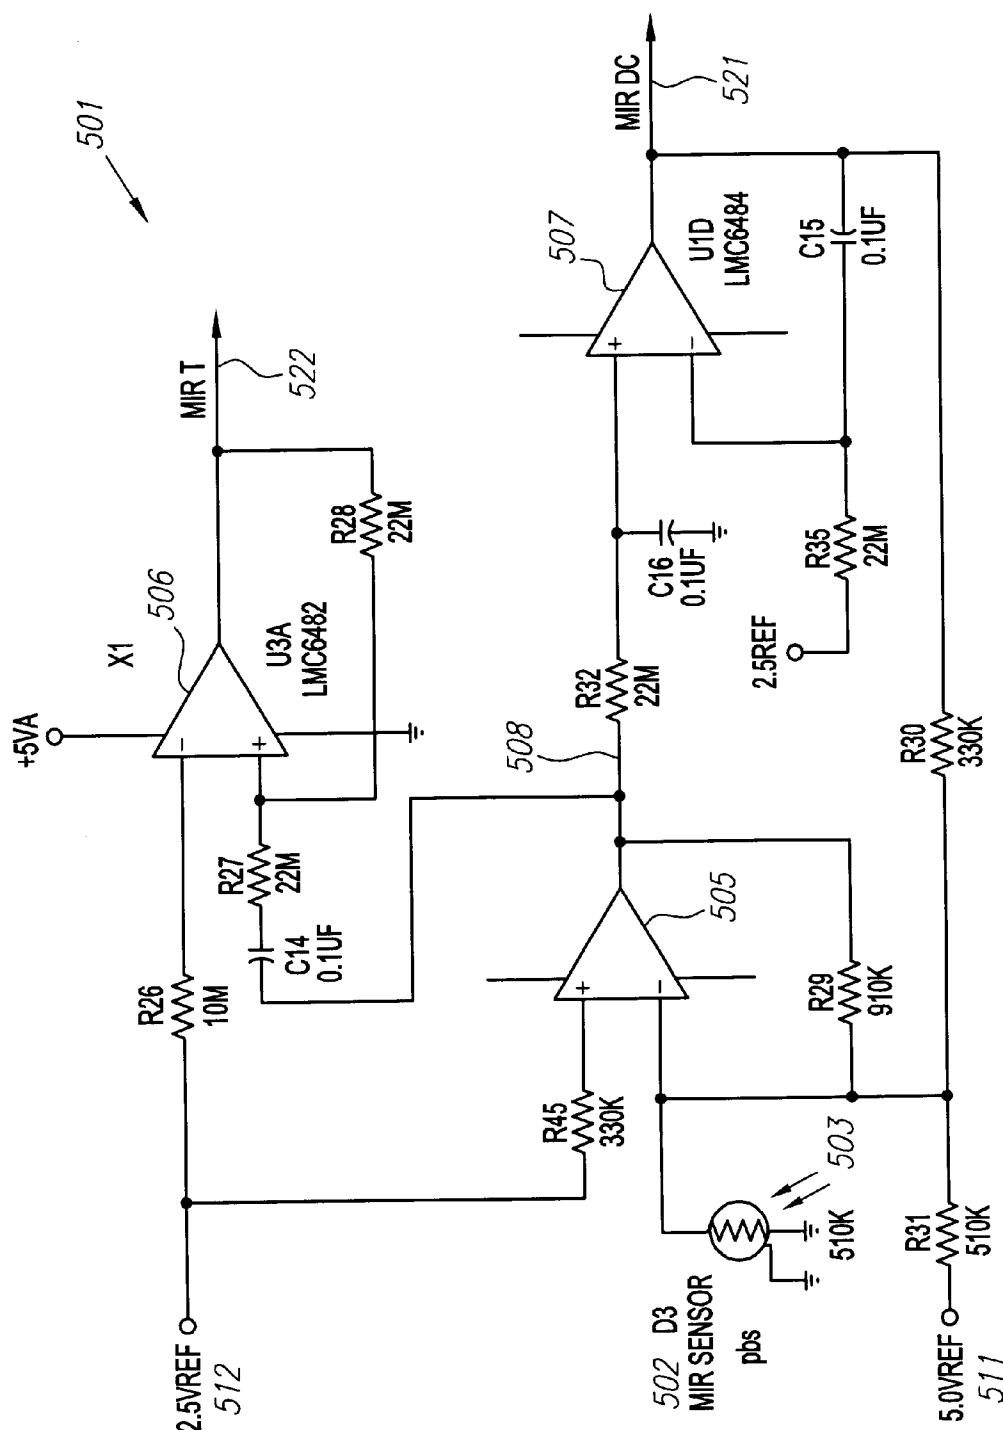 501
MIR T
522
X1
506
+5VA
-
+
U3A
LMC6482
R28
22M
R27
22M
C14
0.1UF
R26
10M
2.5VREF
512
MIR DC
521
507
+
-
U1D
LMC6484
C15
0.1UF
C16
0.1UF
R35
22M
2.5REF
R32
22M
508
R30
330K
505
+
-
R29
910K
R45
330K
503
510K
502 D3
MIR SENSOR
pbs
R31
510K
5.0VREF
511